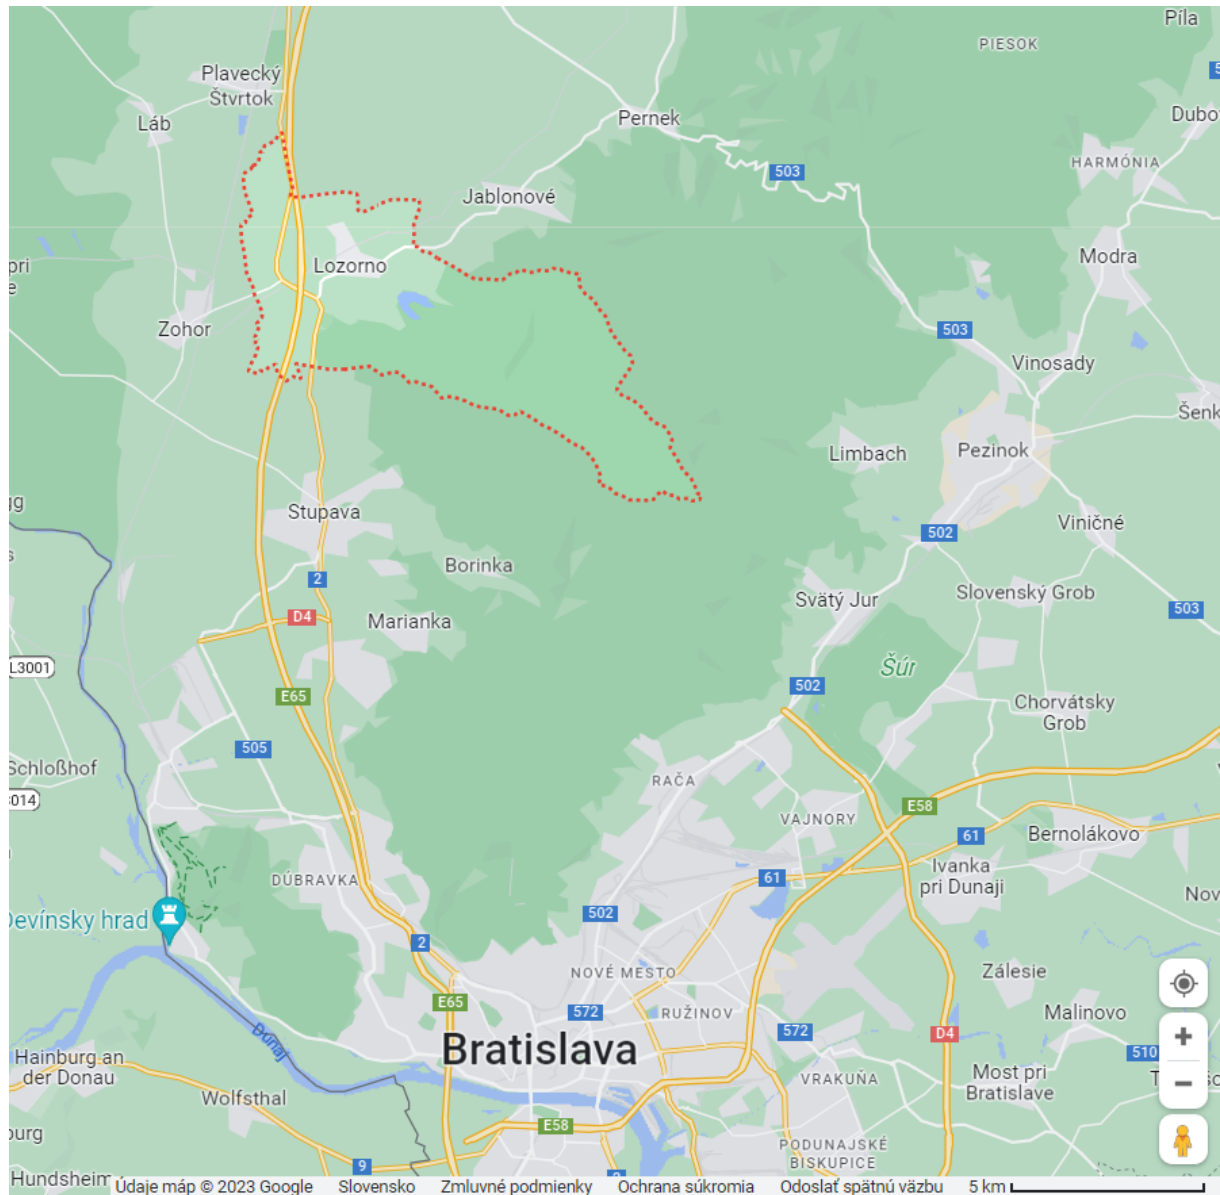 Píla
PIESOK
Plavecký
Štvrtok
Láb
Pernek
Dubo
HARMÓNIA
503
Jablonové
Modra
pri
e
Lozorno
Zohor
503
Vinosady
Šenk
Limbach
Pezinok
Stupava
502
Viničné
Borinka
2
Svätý Jur
Slovenský Grob
503
D4
Marianka
L3001
Šúr
502
E65
Chorvátsky
Grob
505
Schloßhof
RAČA
014
E58
VAJNORY
61
Bernolákovo
Ivanka
pri Dunaji
DÚBRAVKA
61
Nov
Devínsky hrad
502
2
NOVÉ MESTO
Zálesie
E65
572
RUŽINOV
572
Malinovo
D4
Dunaj
Bratislava
510
Hainburg an
der Donau
Most pri
Bratislave
VRAKUŇA
Wolfsthal
E58
burg
PODUNAJSKÉ
BISKUPICE
9
Hundsheim
Údaje máp © 2023 Google Slovensko Zmluvné podmienky Ochrana súkromia Odoslať spätnú väzbu 5 km